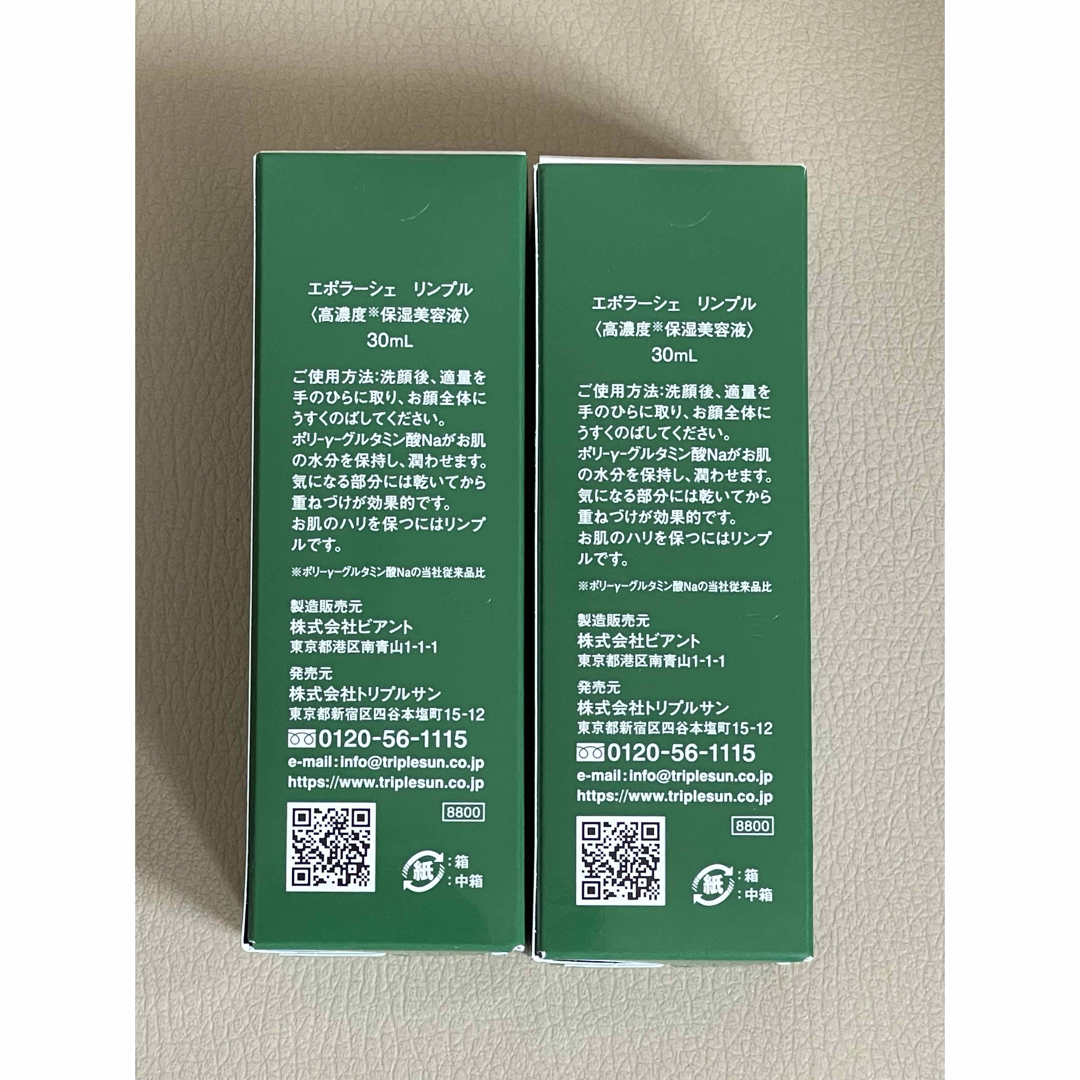 エポラーシェ　リンプル
〈高濃度※保湿美容液〉
30mL
ご使用方法:洗顔後、適量を
手のひらに取り、お顔全体に
うすくのばしてください。
ポリ-γ-グルタミン酸Naがお肌
の水分を保持し、潤わせます。
気になる部分には乾いてから
重ねづけが効果的です。
お肌のハリを保つにはリンプ
ルです。
※ポリ-γ-グルタミン酸Naの当社従来品比
製造販売元
株式会社ビアント
東京都港区南青山1-1-1
発売元
株式会社トリプルサン
東京都新宿区四谷本塩町15-12
0120-56-1115
e-mail:info@triplesun.co.jp
https://www.triplesun.co.jp
8800
紙:箱
:中箱
エポラーシェ　リンプル
〈高濃度※保湿美容液〉
30mL
ご使用方法:洗顔後、適量を
手のひらに取り、お顔全体に
うすくのばしてください。
ポリ-γ-グルタミン酸Naがお肌
の水分を保持し、潤わせます。
気になる部分には乾いてから
重ねづけが効果的です。
お肌のハリを保つにはリンプ
ルです。
※ポリ-γ-グルタミン酸Naの当社従来品比
製造販売元
株式会社ビアント
東京都港区南青山1-1-1
発売元
株式会社トリプルサン
東京都新宿区四谷本塩町15-12
0120-56-1115
e-mail:info@triplesun.co.jp
https://www.triplesun.co.jp
8800
紙:箱
:中箱